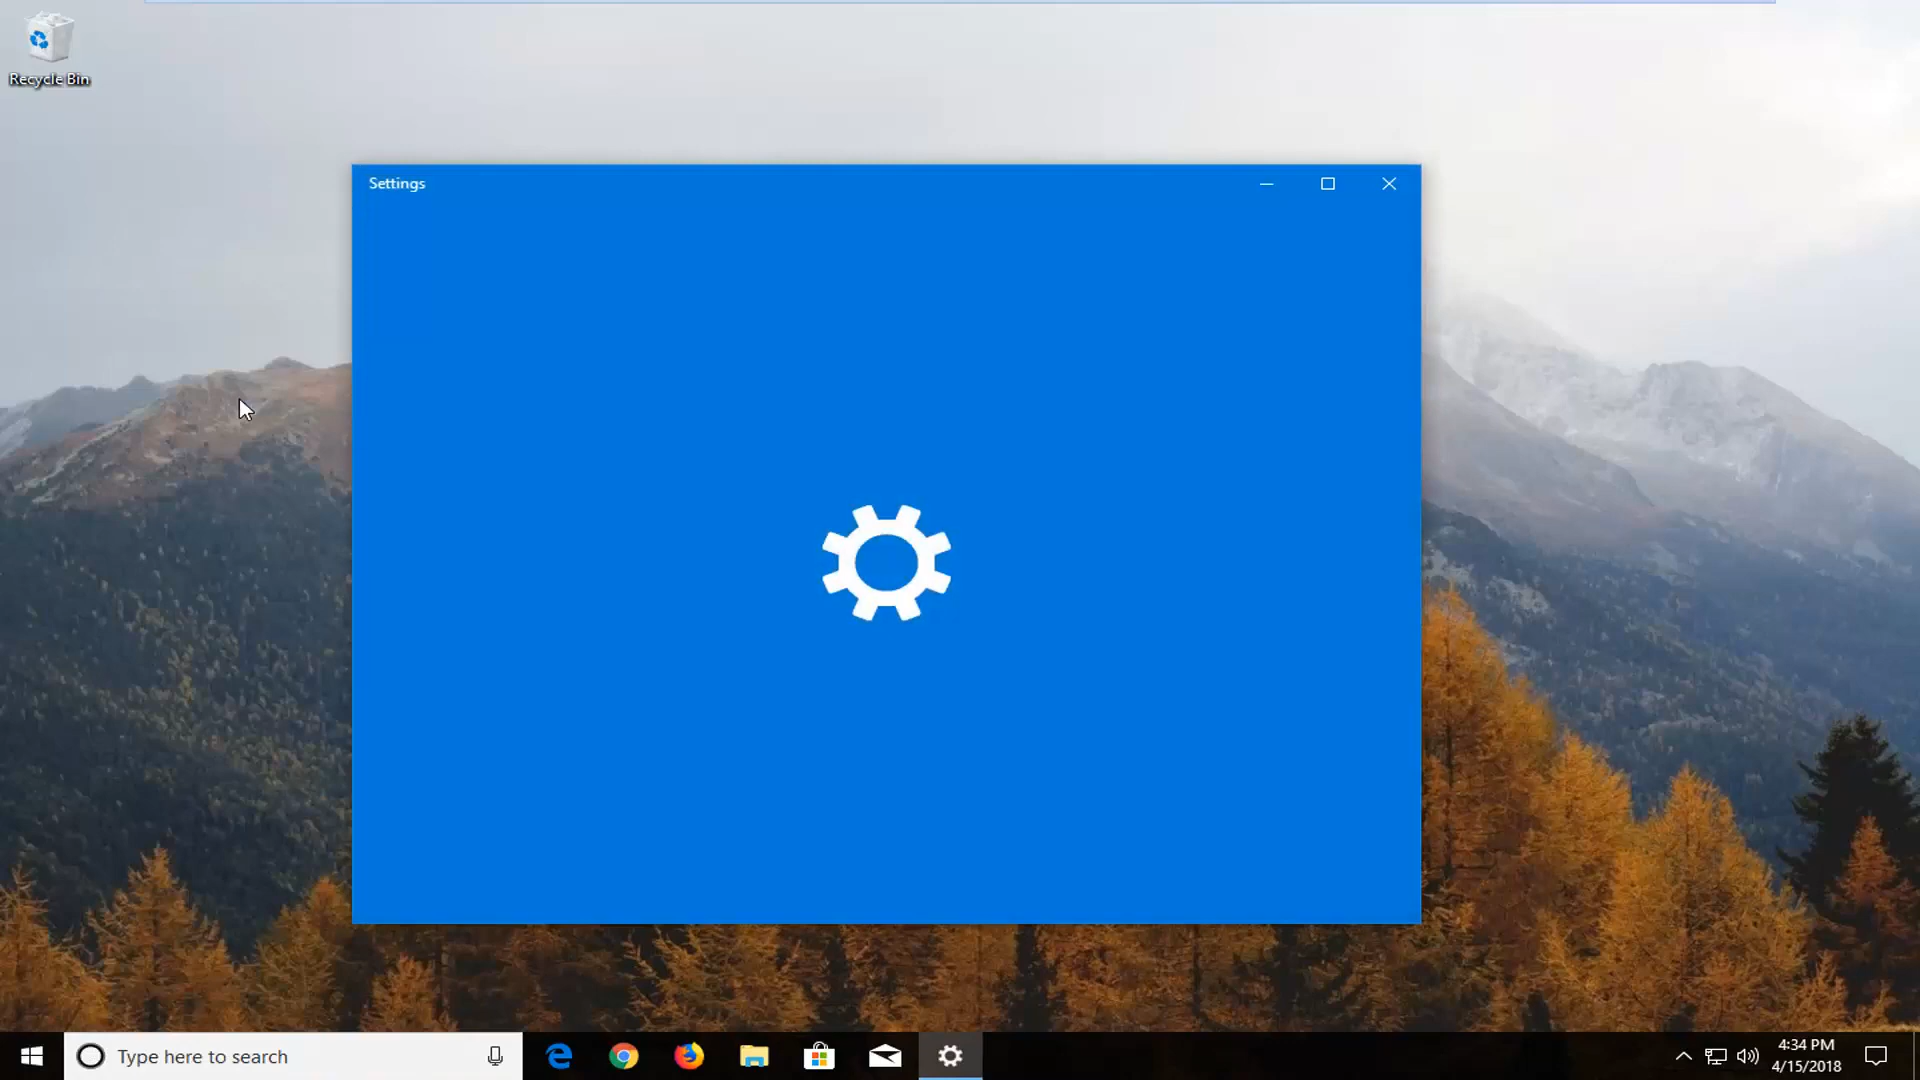 Recycle Bin
Settings
Type here to search
4:34 PM
4/15/2018